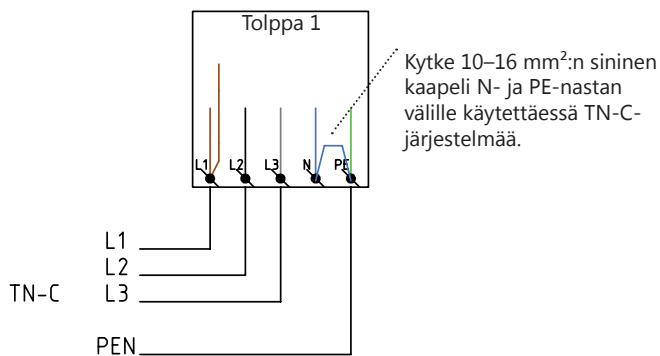 Tolppa 1
Kytke 10–16 mm²:n sininen
kaapeli N- ja PE-nastan
välille käytettäessä TN-C-
järjestelmää.
L1 L2 L3 N PE
L1
L2
TN-C L3
PEN